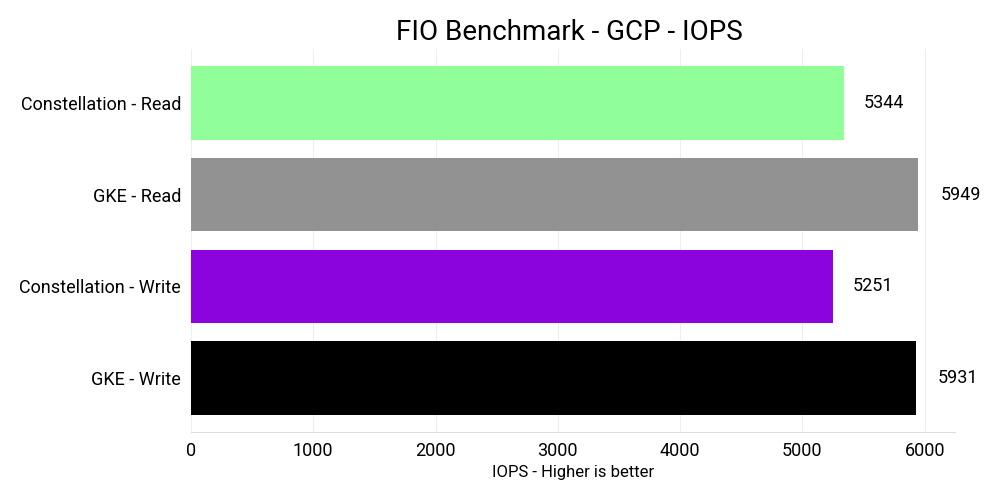 FIO Benchmark - GCP - IOPS
Constellation - Read
5344
GKE - Read
5949
Constellation - Write
5251
GKE - Write
5931
0 1000 2000 3000 4000 5000 6000
IOPS - Higher is better